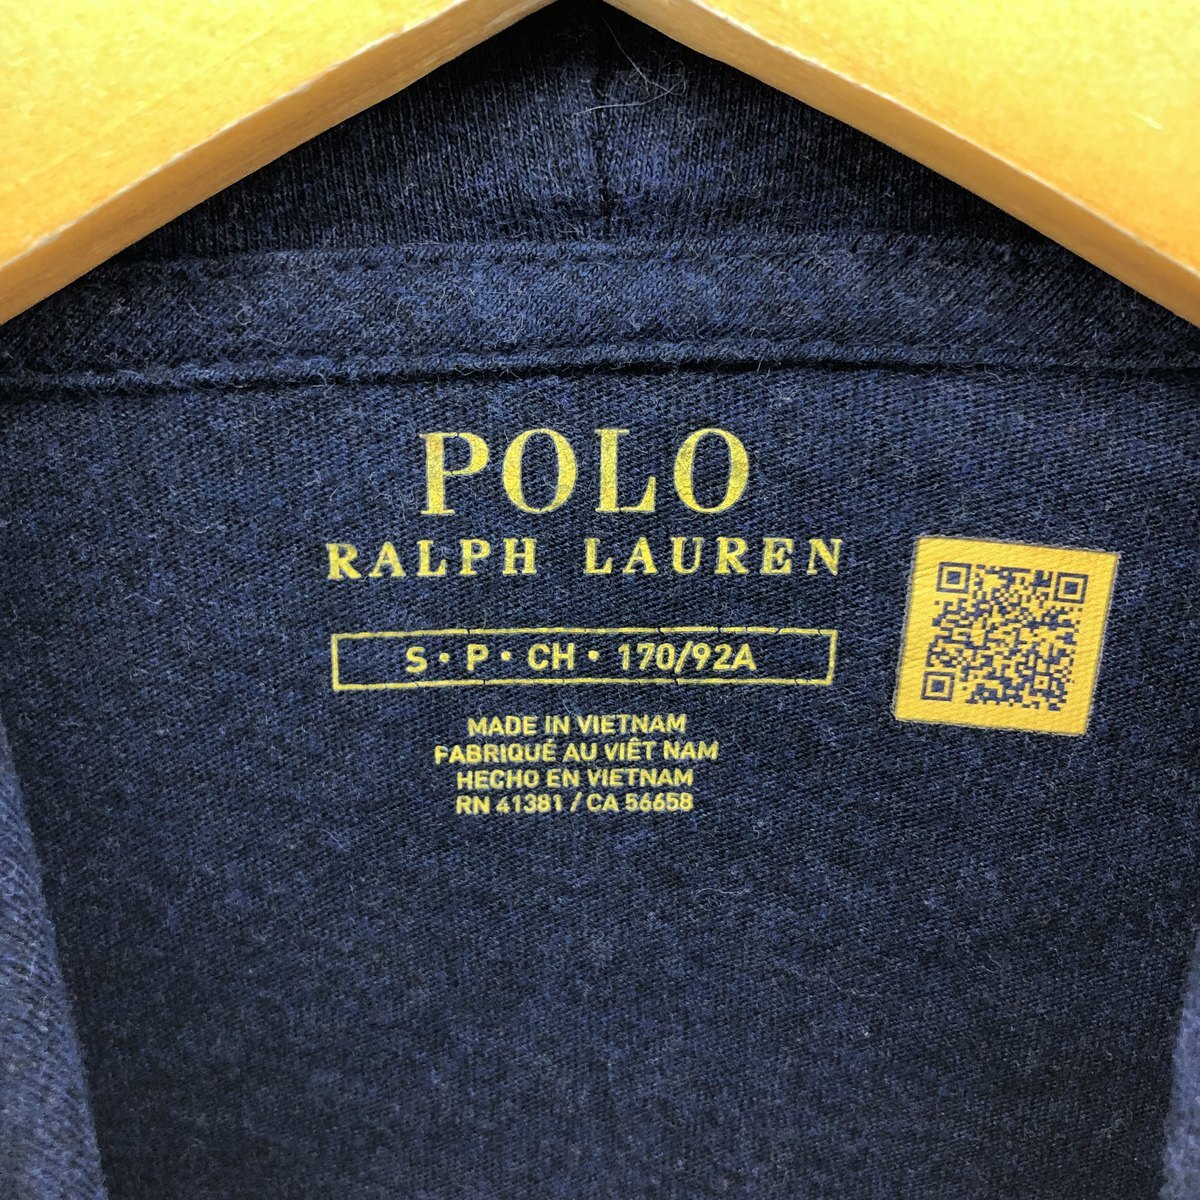 POLO
RALPH LAUREN
S • P • CH • 170/92A
MADE IN VIETNAM
FABRIQUÉ AU VIÊT NAM
HECHO EN VIETNAM
RN 41381 / CA 56658